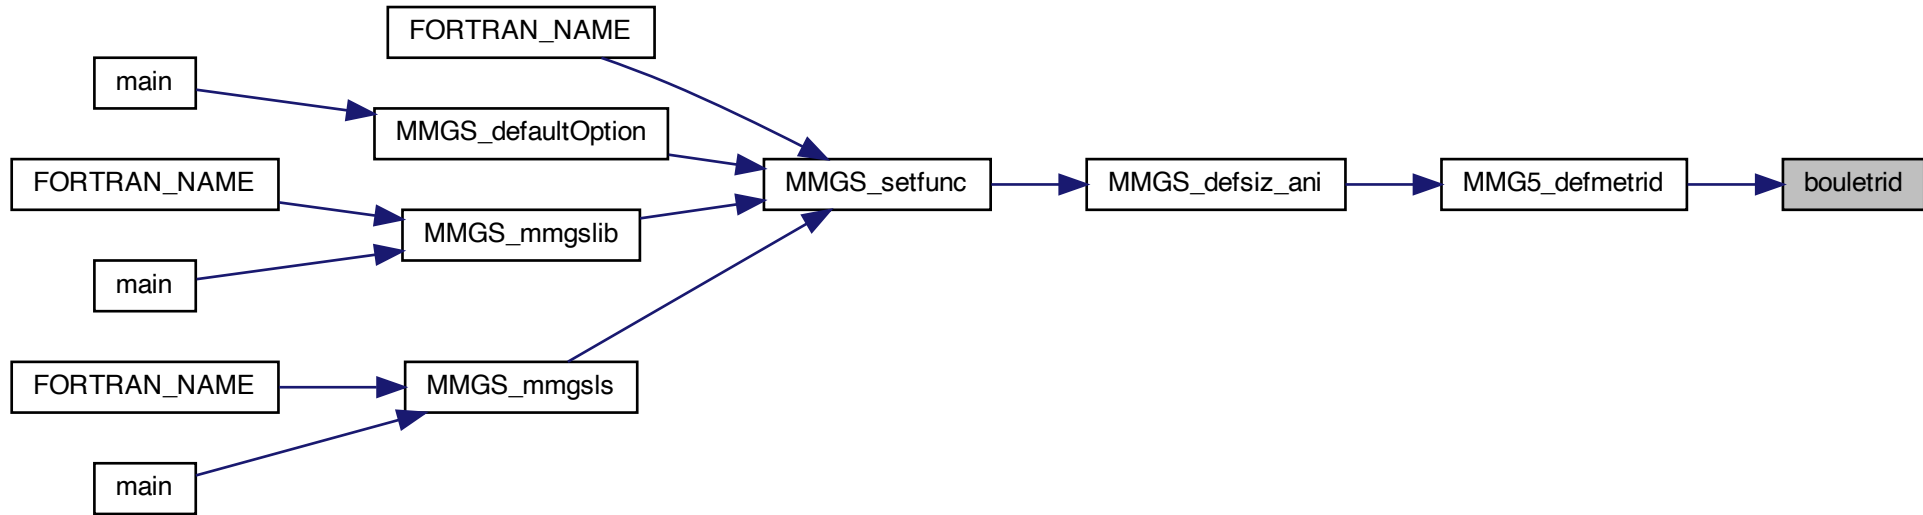 FORTRAN_NAME
main
MMGS_defaultOption
FORTRAN_NAME
MMGS_setfunc
MMGS_defsiz_ani
MMG5_defmetrid
bouletrid
MMGS_mmgslib
main
FORTRAN_NAME
MMGS_mmgsls
main